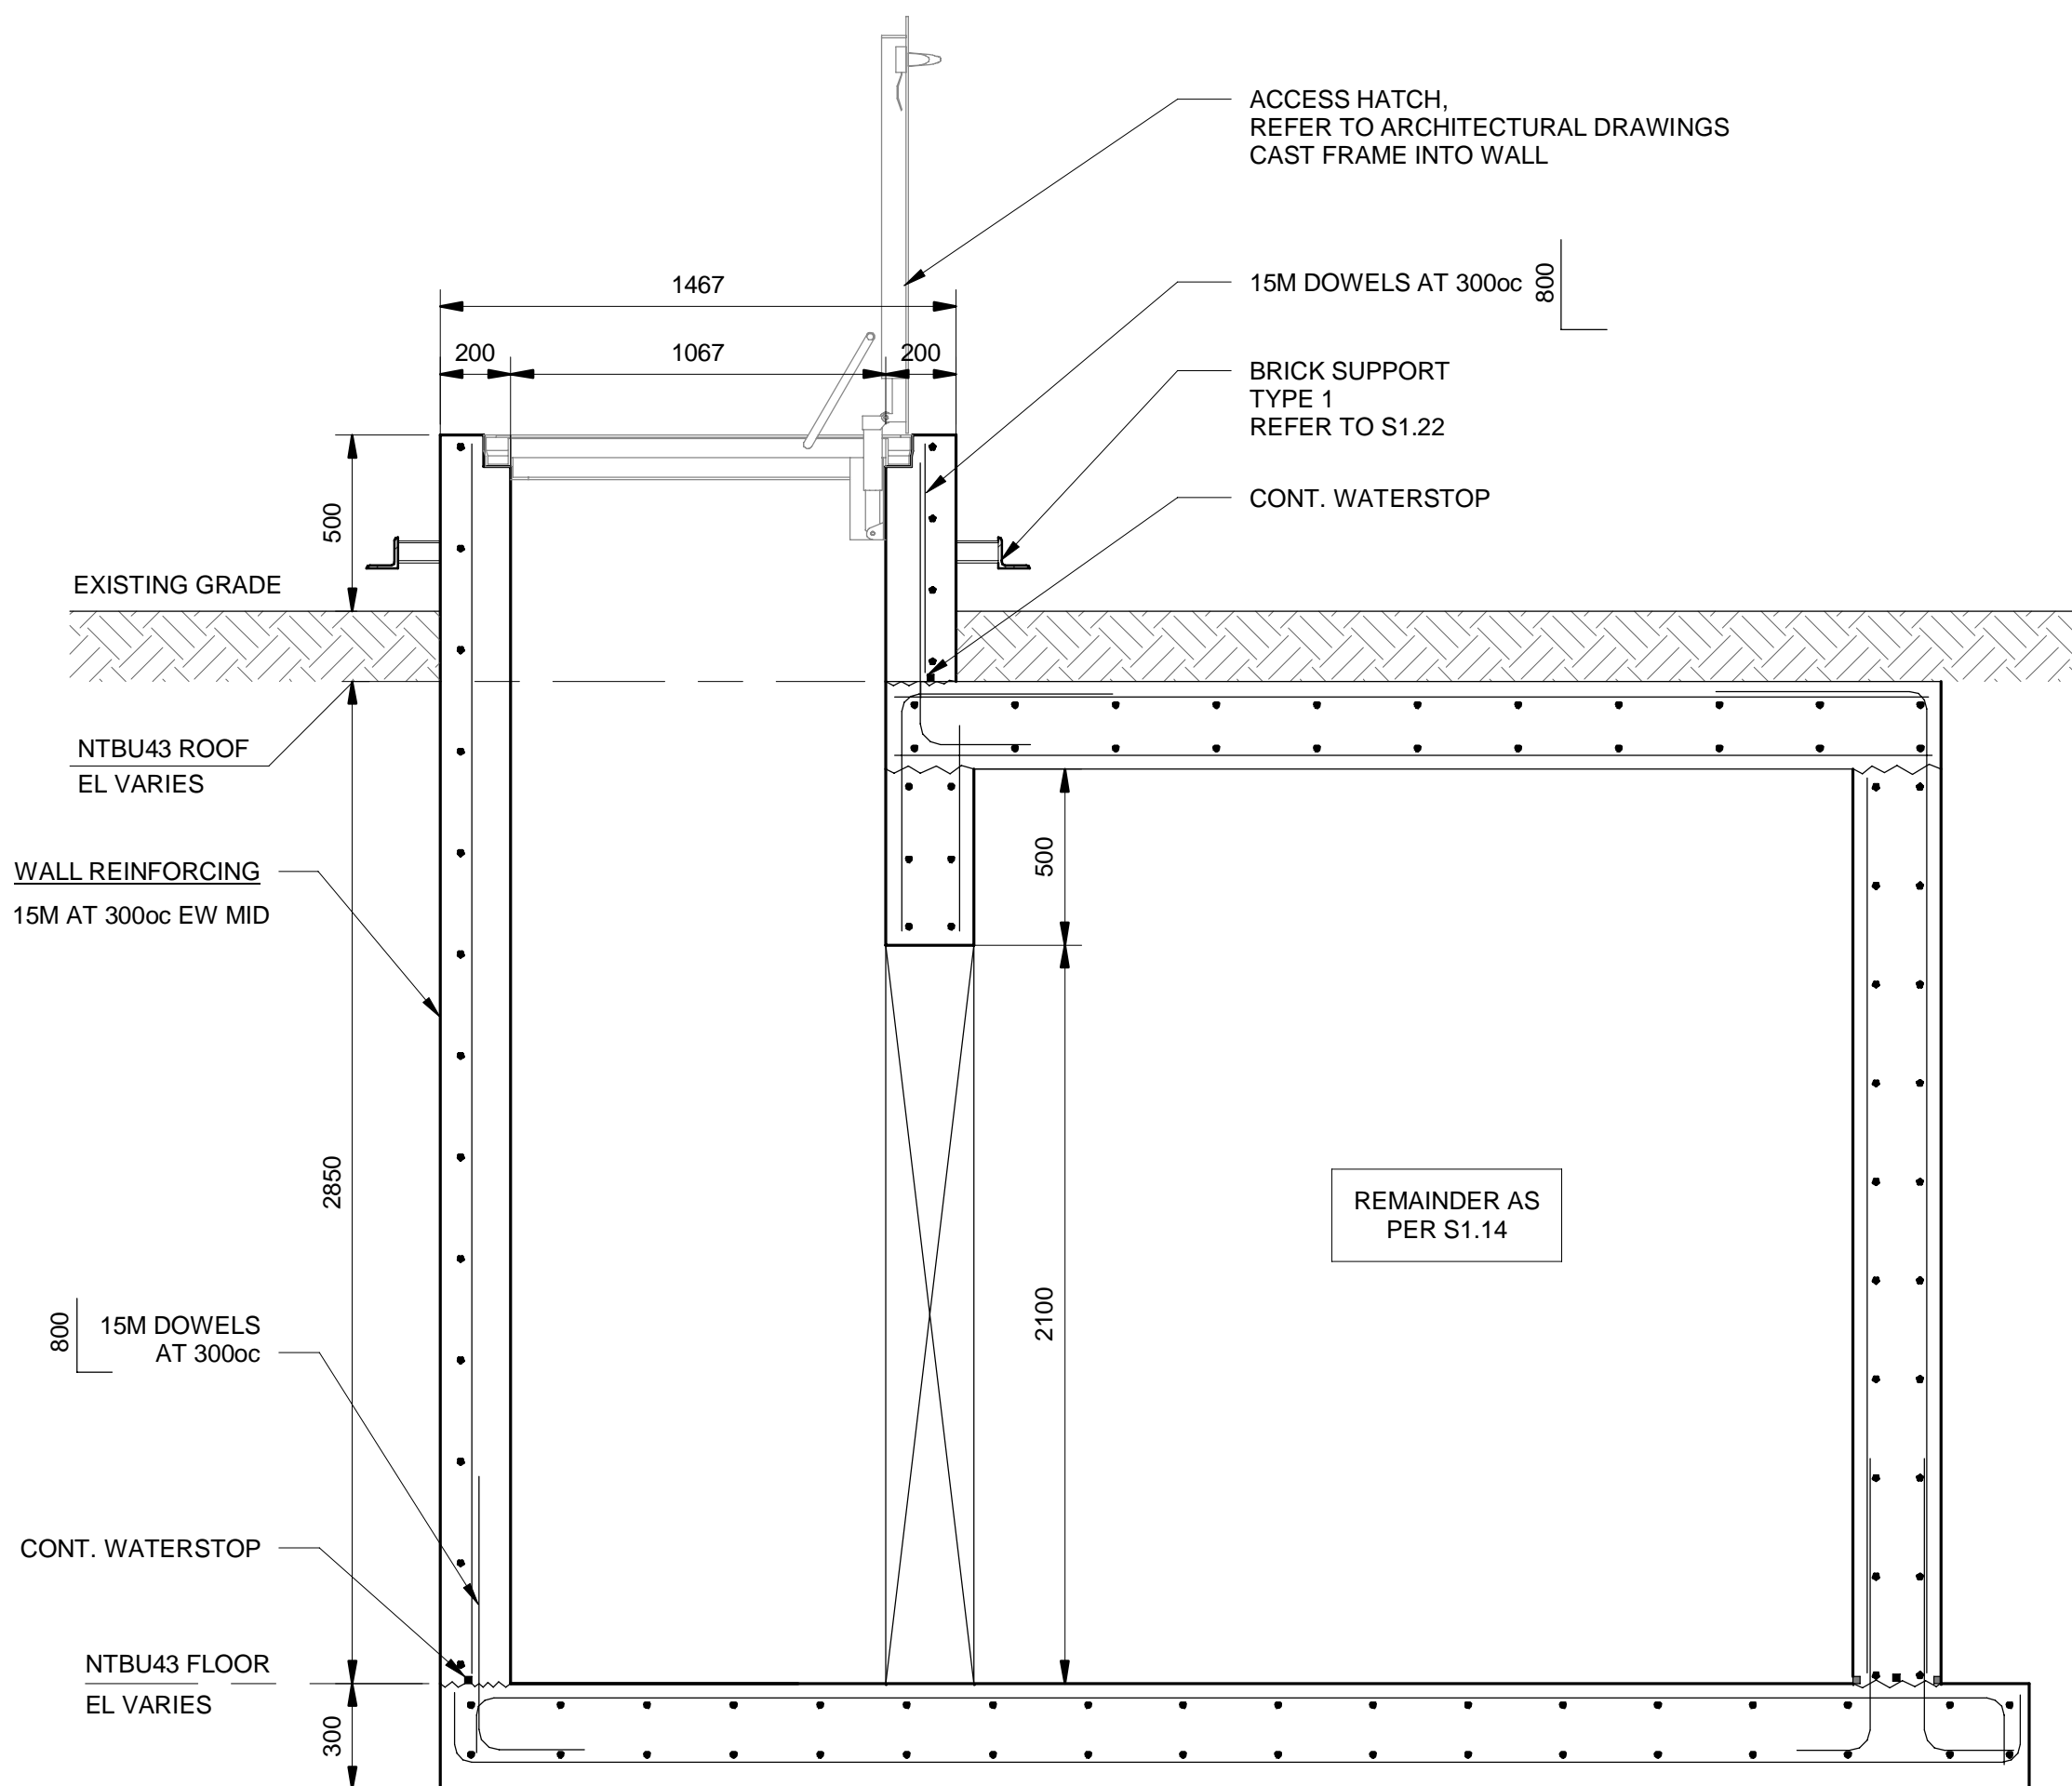 ACCESS HATCH,
REFER TO ARCHITECTURAL DRAWINGS
CAST FRAME INTO WALL
1467
15M DOWELS AT 300oc
800
200
1067
200
BRICK SUPPORT
TYPE 1
REFER TO S1.22
CONT. WATERSTOP
500
EXISTING GRADE
NTBU43 ROOF
EL VARIES
WALL REINFORCING
15M AT 300oc EW MID
500
2850
REMAINDER AS
PER S1.14
2100
800
15M DOWELS
AT 300oc
CONT. WATERSTOP
NTBU43 FLOOR
EL VARIES
300